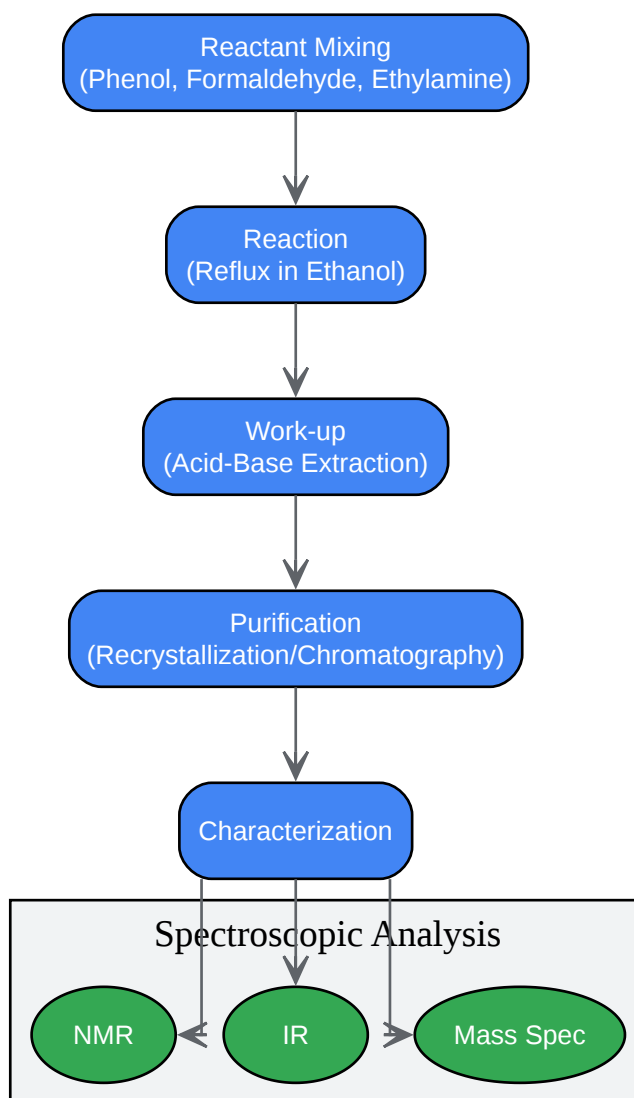 Reactant Mixing
(Phenol, Formaldehyde, Ethylamine)
Reaction
(Reflux in Ethanol)
Work-up
(Acid-Base Extraction)
Purification
(Recrystallization/Chromatography)
Characterization
Spectroscopic Analysis
NMR
IR
Mass Spec